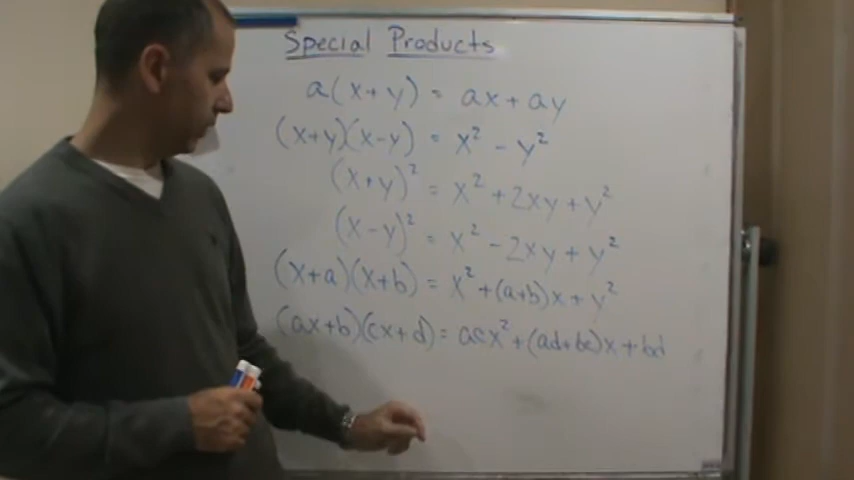 Special Products
a(x+y) = ax + ay
(x+y)(x-y) = x² - y²
(x+y)² = x² + 2xy + y²
(x-y)² = x² - 2xy + y²
(x+a)(x+b) = x² + (a+b)x + y²
(ax+b)(cx+d) = acx² + (ad+bc)x + bd